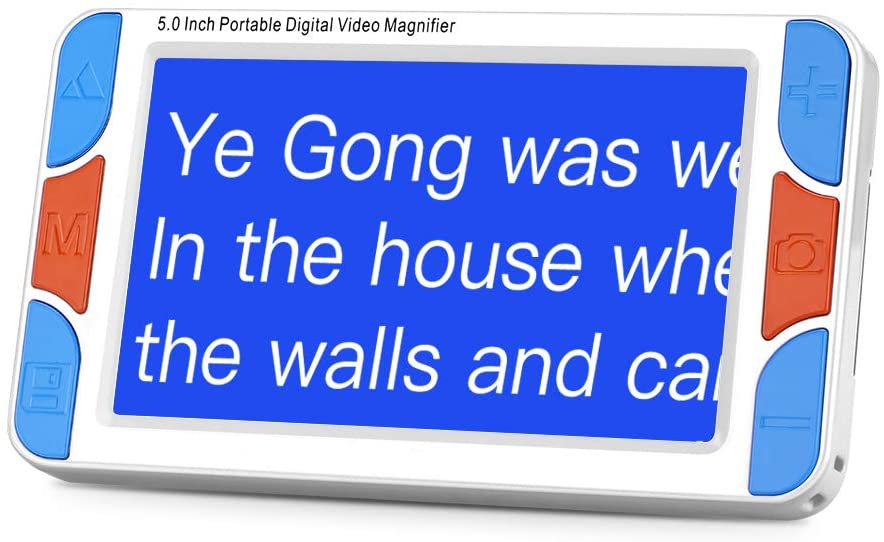 5.0 Inch Portable Digital Video Magnifier
Ye Gong was we
In the house whe
M
the walls and ca